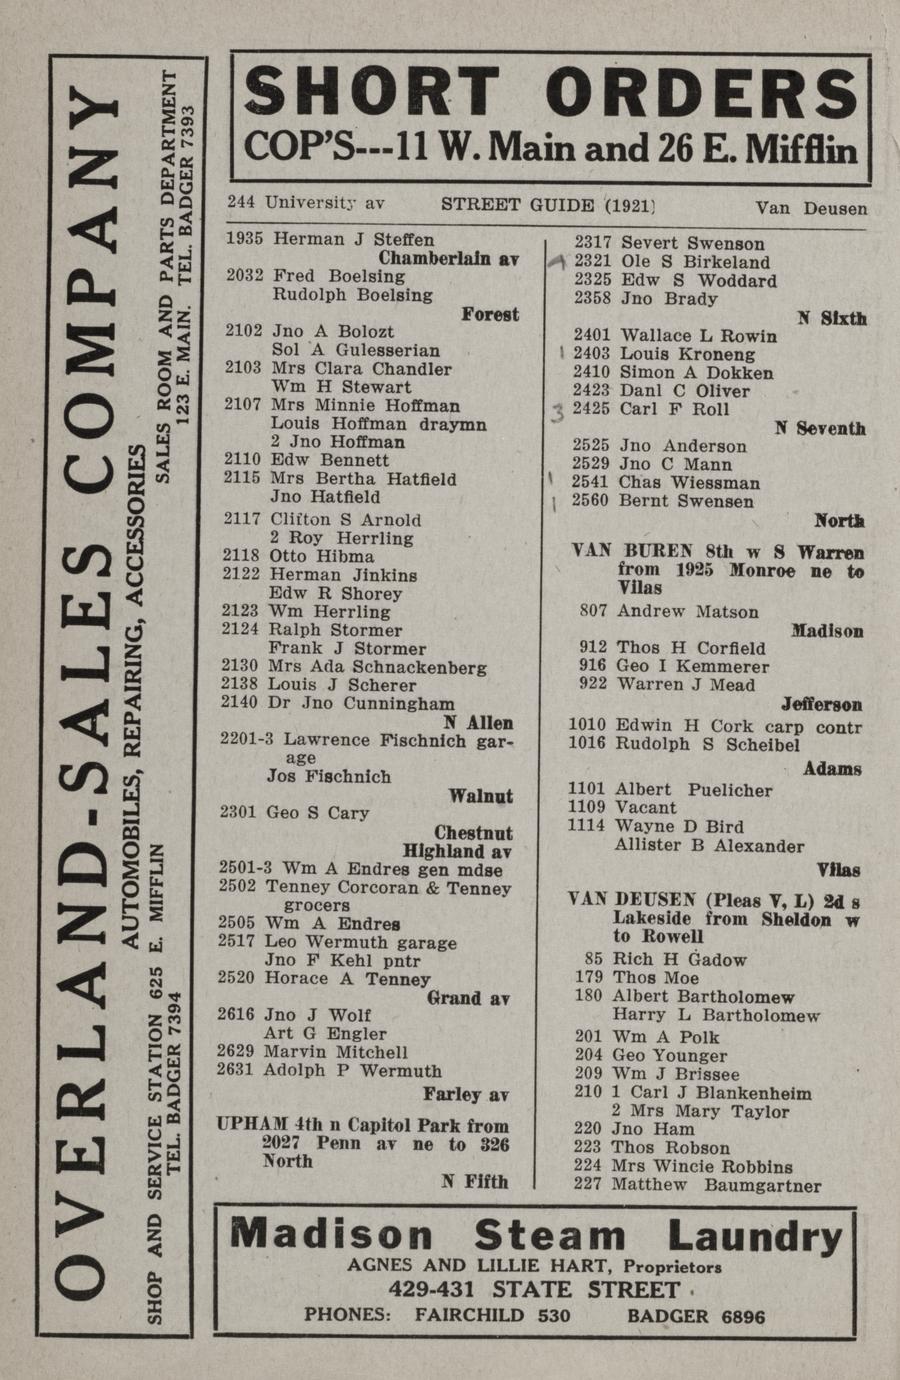 OVERLAND-SALES COMPANY
AUTOMOBILES, REPAIRING, ACCESSORIES
SHOP AND SERVICE STATION 625 E. MIFFLIN
TEL. BADGER 7394
SALES ROOM AND PARTS DEPARTMENT
123 E. MAIN. TEL. BADGER 7393
SHORT ORDERS
COP'S---11 W. Main and 26 E. Mifflin
244 University av STREET GUIDE (1921) Van Deusen
1935 Herman J Steffen
Chamberlain av
2032 Fred Boelsing
Rudolph Boelsing
Forest
2102 Jno A Bolozt
Sol A Gulesserian
2103 Mrs Clara Chandler
Wm H Stewart
2107 Mrs Minnie Hoffman
Louis Hoffman draymn
2 Jno Hoffman
2110 Edw Bennett
2115 Mrs Bertha Hatfield
Jno Hatfield
2117 Clifton S Arnold
2 Roy Herrling
2118 Otto Hibma
2122 Herman Jinkins
Edw R Shorey
2123 Wm Herrling
2124 Ralph Stormer
Frank J Stormer
2130 Mrs Ada Schnackenberg
2138 Louis J Scherer
2140 Dr Jno Cunningham
N Allen
2201-3 Lawrence Fischnich gar-
age
Jos Fischnich
Walnut
2301 Geo S Cary
Chestnut
Highland av
2501-3 Wm A Endres gen mdse
2502 Tenney Corcoran & Tenney
grocers
2505 Wm A Endres
2517 Leo Wermuth garage
Jno F Kehl pntr
2520 Horace A Tenney
Grand av
2616 Jno J Wolf
Art G Engler
2629 Marvin Mitchell
2631 Adolph P Wermuth
Farley av
UPHAM 4th n Capitol Park from
2027 Penn av ne to 326
North
N Fifth
2317 Severt Swenson
2321 Ole S Birkeland
2325 Edw S Woddard
2358 Jno Brady
N Sixth
2401 Wallace L Rowin
1 2403 Louis Kroneng
2410 Simon A Dokken
2423 Danl C Oliver
3 2425 Carl F Roll
N Seventh
2525 Jno Anderson
2529 Jno C Mann
1 2541 Chas Wiessman
1 2560 Bernt Swensen
North
VAN BUREN 8th w S Warren
from 1925 Monroe ne to
Vilas
807 Andrew Matson
Madison
912 Thos H Corfield
916 Geo I Kemmerer
922 Warren J Mead
Jefferson
1010 Edwin H Cork carp contr
1016 Rudolph S Scheibel
Adams
1101 Albert Puelicher
1109 Vacant
1114 Wayne D Bird
Allister B Alexander
Vilas
VAN DEUSEN (Pleas V, L) 2d s
Lakeside from Sheldon w
to Rowell
85 Rich H Gadow
179 Thos Moe
180 Albert Bartholomew
Harry L Bartholomew
201 Wm A Polk
204 Geo Younger
209 Wm J Brissee
210 1 Carl J Blankenheim
2 Mrs Mary Taylor
220 Jno Ham
223 Thos Robson
224 Mrs Wincie Robbins
227 Matthew Baumgartner
Madison Steam Laundry
AGNES AND LILLIE HART, Proprietors
429-431 STATE STREET
PHONES: FAIRCHILD 530 BADGER 6896